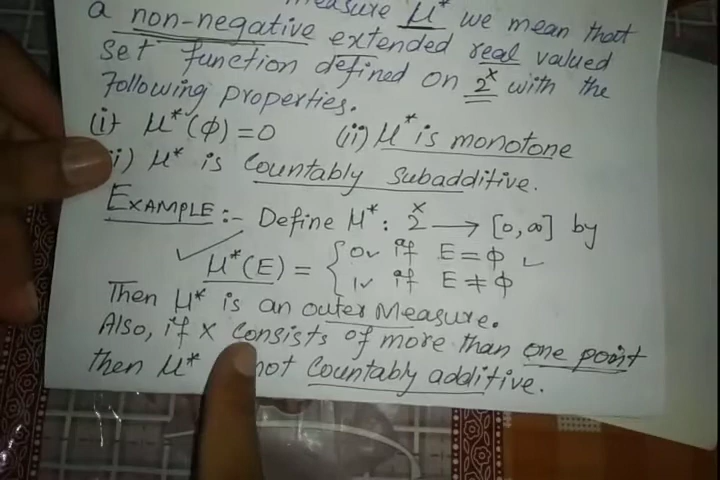 measure μ* we mean that
a non-negative extended real valued
set function defined on 2^x with the
following properties.
(i) μ*(ϕ)=0 (ii) μ* is monotone
ii) μ* is Countably Subadditive.
EXAMPLE:- Define μ*: 2^x → [0,∞] by
μ*(E) = { 0 if E=ϕ
1 if E≠ϕ
Then μ* is an outer Measure.
Also, if x consists of more than one point
then μ* not Countably additive.